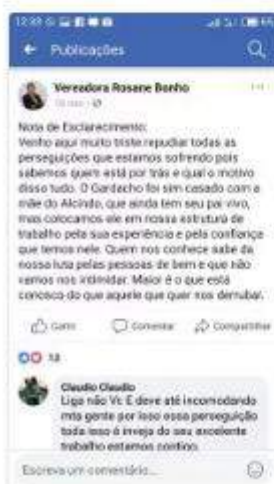 12:33
Publicações
Vereadora Rosane Bonho
Nota de Esclarecimento:
Venho aqui muito triste repudiar todas as
perseguições que estamos sofrendo pois
sabemos quem está por trás e qual o motivo
disso tudo. O Gardacho foi sim casado com a
mãe do Alcindo, que ainda tem seu pai vivo,
mas colocamos ele em nossa estrutura de
trabalho pela sua experiência e pela confiança
que temos nele. Quem nos conhece sabe da
nossa luta pelas pessoas de bem e que não
vamos nos intimidar. Maior é o que está
conosco do que aquele que quer nos derrubar.
Curtir Comentar Compartilhar
Claudio Claudio
Liga não Vc E deve até incomodando
mta gente por isso essa perseguição
toda isso é inveja do seu excelente
trabalho estamos contigo
Escreva um comentário...